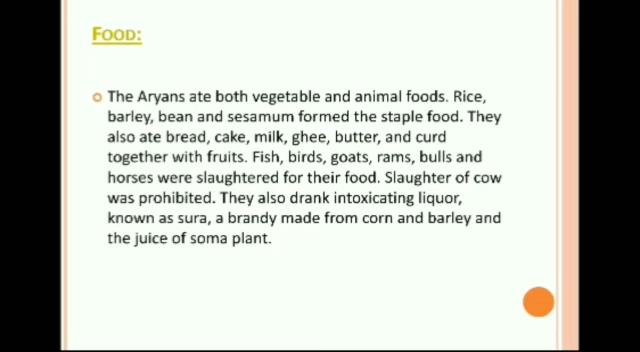 FOOD:
The Aryans ate both vegetable and animal foods. Rice,
barley, bean and sesamum formed the staple food. They
also ate bread, cake, milk, ghee, butter, and curd
together with fruits. Fish, birds, goats, rams, bulls and
horses were slaughtered for their food. Slaughter of cow
was prohibited. They also drank intoxicating liquor,
known as sura, a brandy made from corn and barley and
the juice of soma plant.